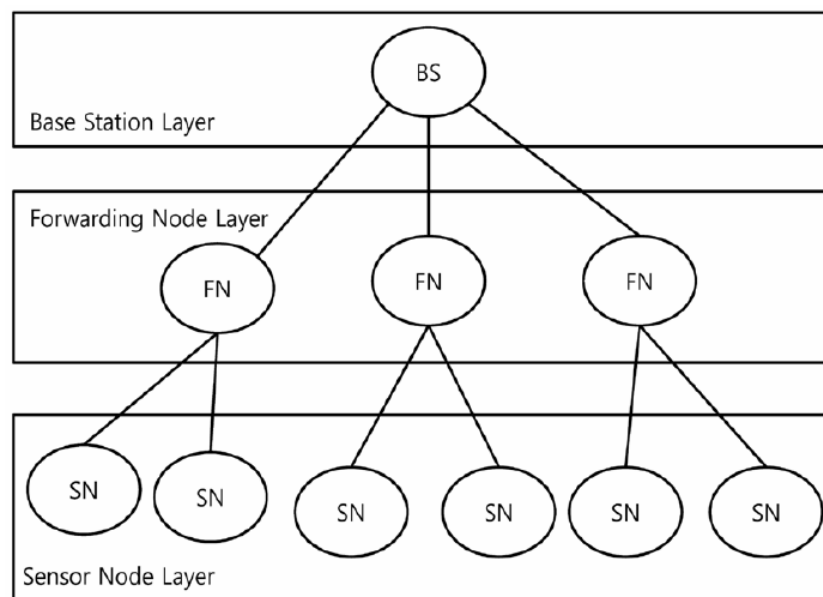 BS
Base Station Layer
Forwarding Node Layer
FN
FN
FN
SN
SN
SN
SN
SN
SN
Sensor Node Layer